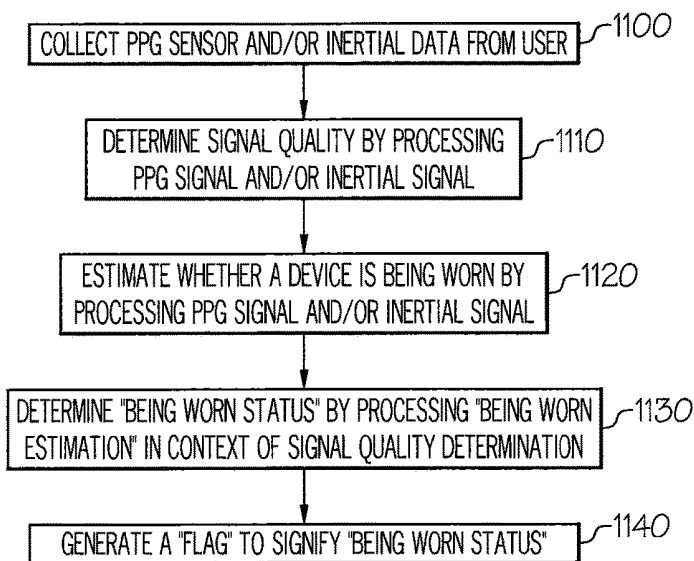 COLLECT PPG SENSOR AND/OR INERTIAL DATA FROM USER 1100
DETERMINE SIGNAL QUALITY BY PROCESSING
PPG SIGNAL AND/OR INERTIAL SIGNAL
1110
ESTIMATE WHETHER A DEVICE IS BEING WORN BY
PROCESSING PPG SIGNAL AND/OR INERTIAL SIGNAL
1120
DETERMINE "BEING WORN STATUS" BY PROCESSING "BEING WORN
ESTIMATION" IN CONTEXT OF SIGNAL QUALITY DETERMINATION
1130
GENERATE A "FLAG" TO SIGNIFY "BEING WORN STATUS" 1140